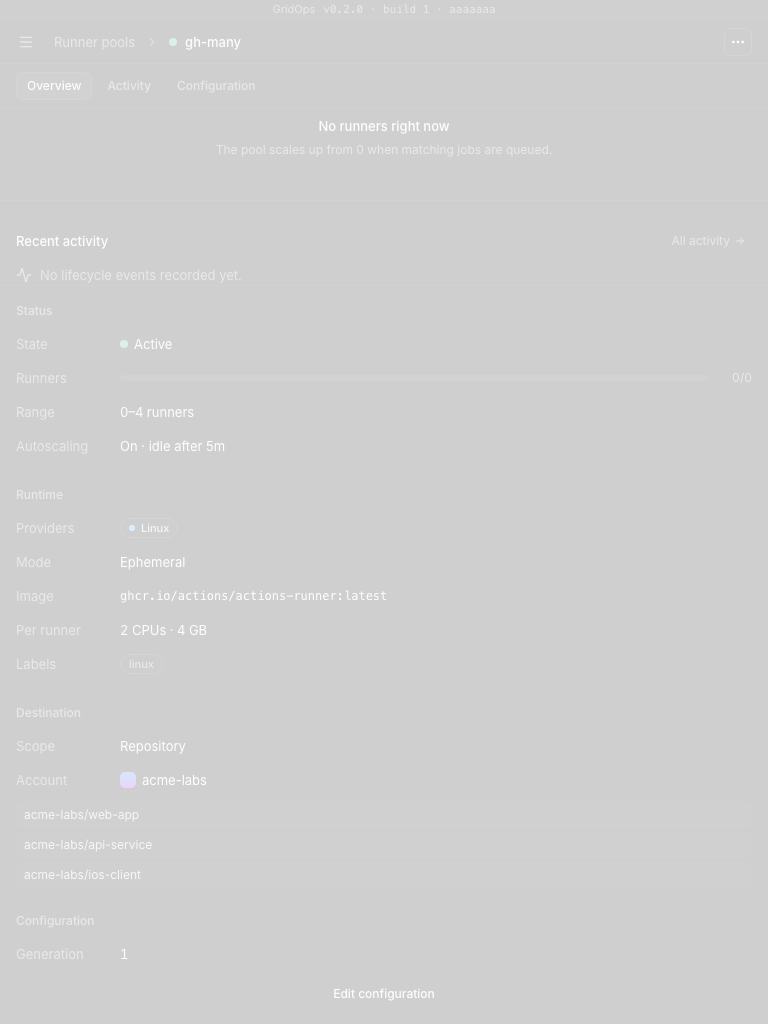 GridOps v0.2.0 · build 1 · aaaaaaa
Runner pools > gh-many
Overview Activity Configuration
No runners right now
The pool scales up from 0 when matching jobs are queued.
Recent activity All activity →
No lifecycle events recorded yet.
Status
State Active
Runners 0/0
Range 0–4 runners
Autoscaling On · idle after 5m
Runtime
Providers Linux
Mode Ephemeral
Image ghcr.io/actions/actions-runner:latest
Per runner 2 CPUs · 4 GB
Labels linux
Destination
Scope Repository
Account acme-labs
acme-labs/web-app
acme-labs/api-service
acme-labs/ios-client
Configuration
Generation 1
Edit configuration